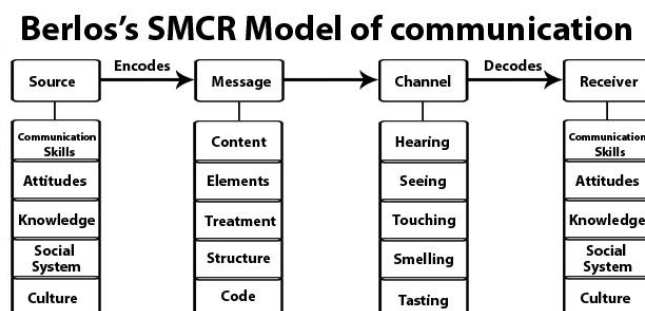 Berlos's SMCR Model of communication
Source
Encodes
Message
Channel
Decodes
Receiver
Communication
Skills
Attitudes
Knowledge
Social
System
Culture
Content
Elements
Treatment
Structure
Code
Hearing
Seeing
Touching
Smelling
Tasting
Communication
Skills
Attitudes
Knowledge
Social
System
Culture